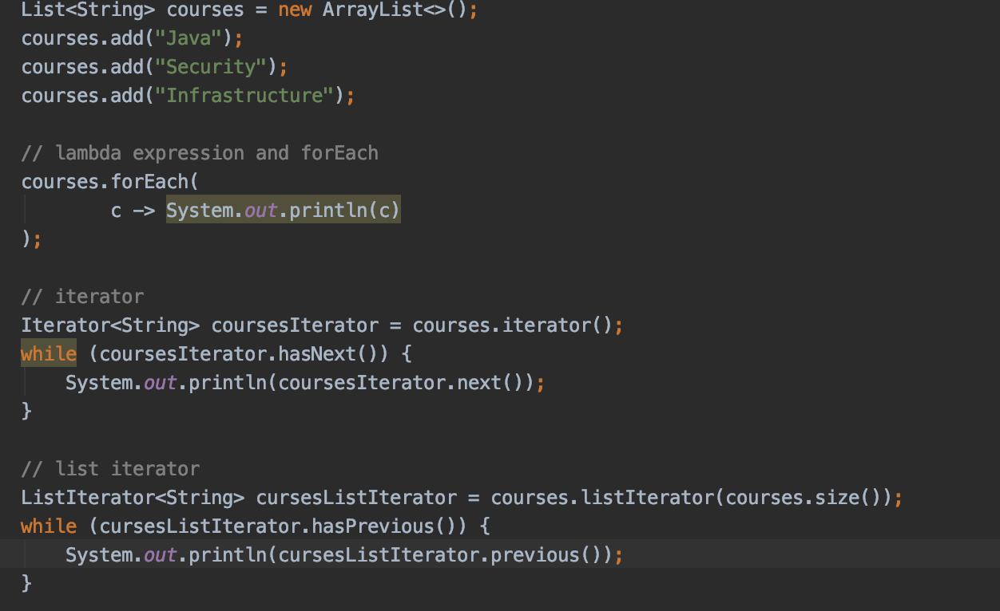 List<String> courses = new ArrayList<>();
courses.add("Java");
courses.add("Security");
courses.add("Infrastructure");
// lambda expression and forEach
courses.forEach(
c -> System.out.println(c)
);
// iterator
Iterator<String> coursesIterator = courses.iterator();
while (coursesIterator.hasNext()) {
System.out.println(coursesIterator.next());
}
// list iterator
ListIterator<String> cursesListIterator = courses.listIterator(courses.size());
while (cursesListIterator.hasPrevious()) {
System.out.println(cursesListIterator.previous());
}